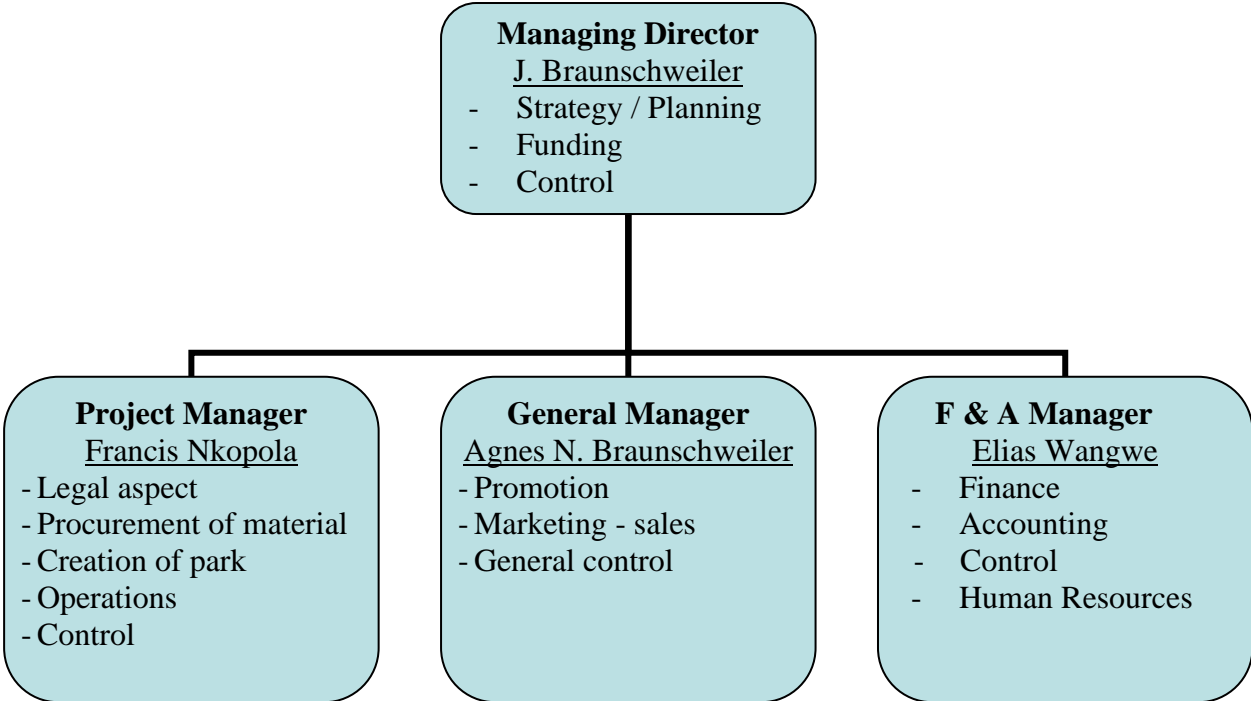 Managing Director
J. Braunschweiler
- Strategy / Planning
- Funding
- Control
Project Manager
Francis Nkopola
- Legal aspect
- Procurement of material
- Creation of park
- Operations
- Control
General Manager
Agnes N. Braunschweiler
- Promotion
- Marketing - sales
- General control
F & A Manager
Elias Wangwe
- Finance
- Accounting
- Control
- Human Resources